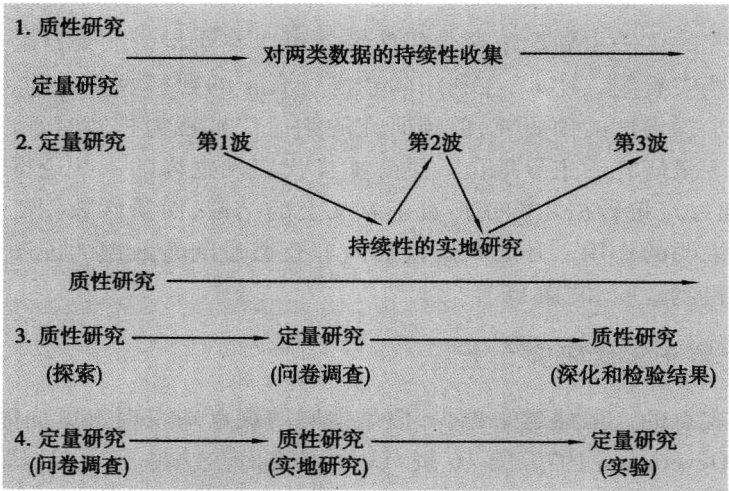 1. 质性研究
对两类数据的持续性收集
定量研究
2. 定量研究 第1波 第2波 第3波
持续性的实地研究
质性研究
3. 质性研究 定量研究 质性研究
(探索) (问卷调查) (深化和检验结果)
4. 定量研究 质性研究 定量研究
(问卷调查) (实地研究) (实验)